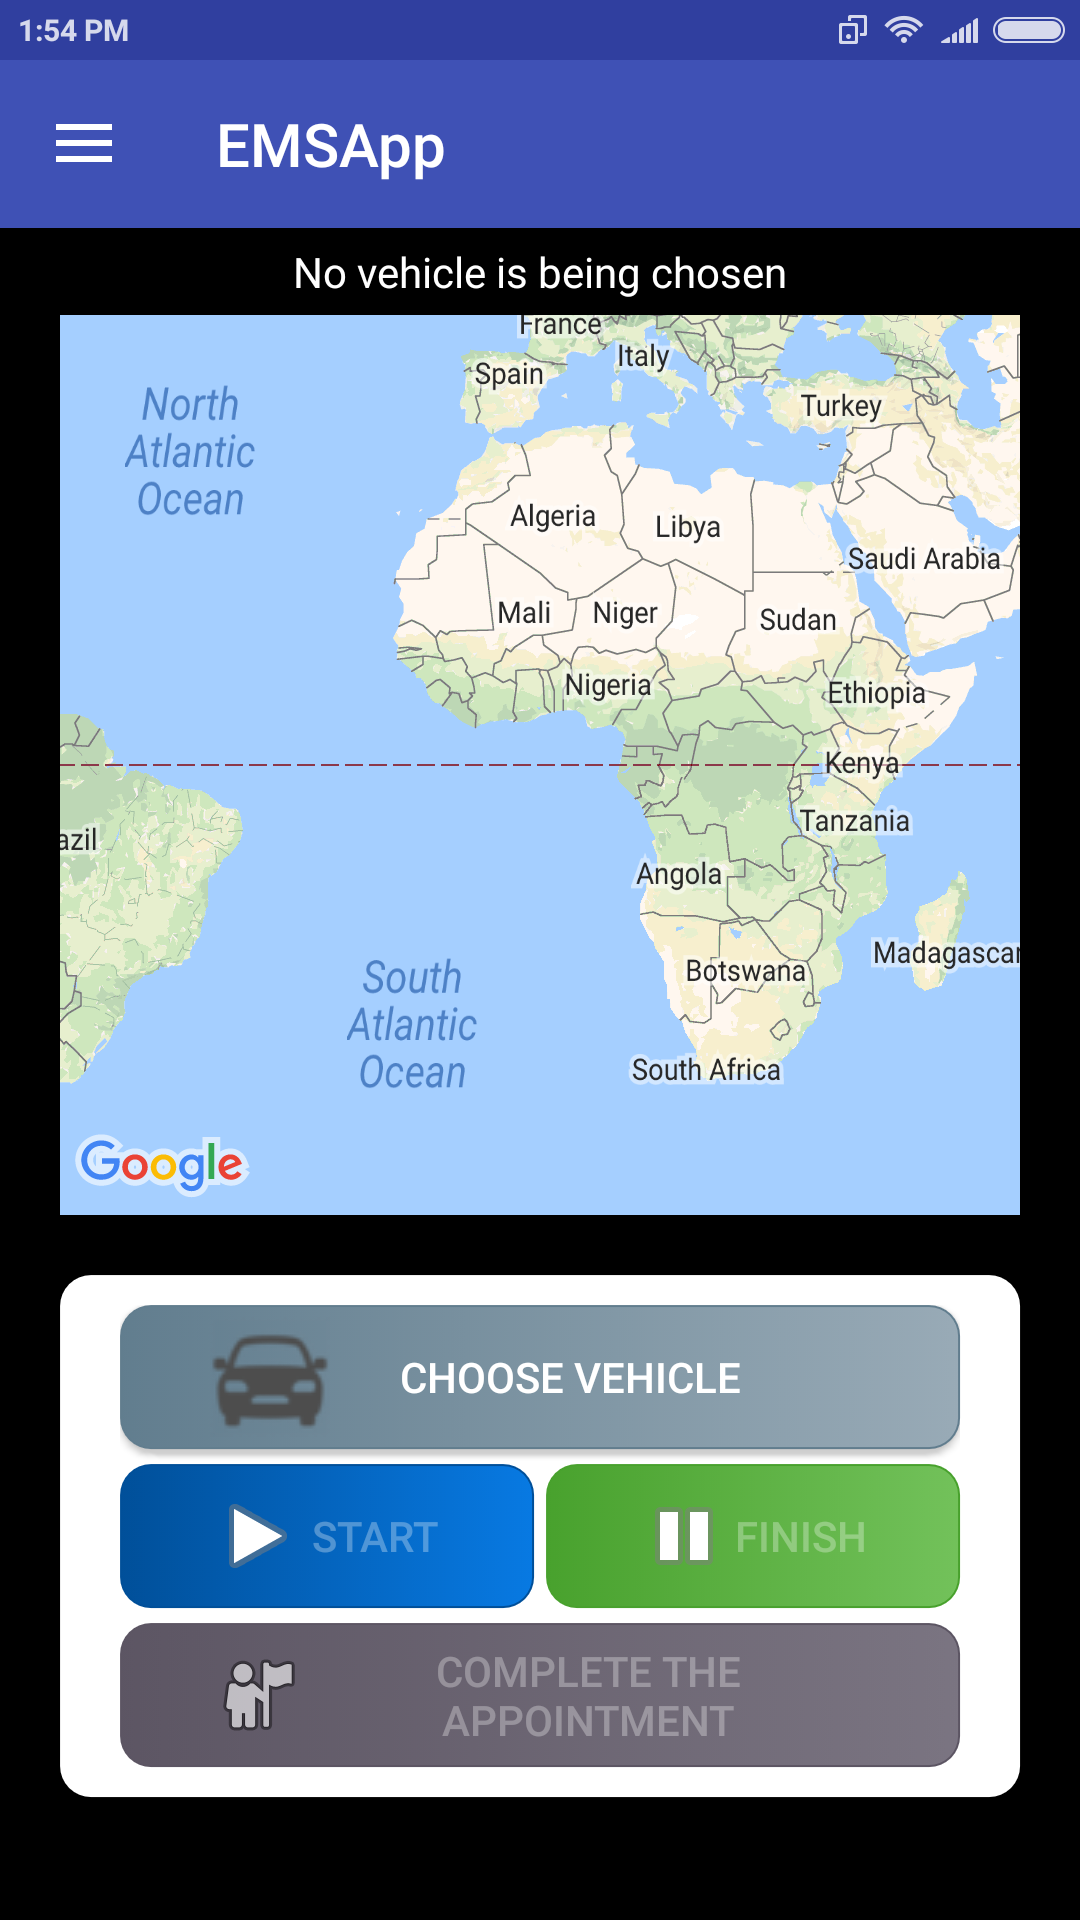 1:54 PM
EMSApp
No vehicle is being chosen
France
Italy
Spain
Turkey
North
Atlantic
Ocean
Algeria
Libya
Saudi Arabia
Mali
Niger
Sudan
Nigeria
Ethiopia
Kenya
Tanzania
azil
Angola
Madagascar
Botswana
South
Atlantic
Ocean
South Africa
Google
CHOOSE VEHICLE
START
FINISH
COMPLETE THE
APPOINTMENT